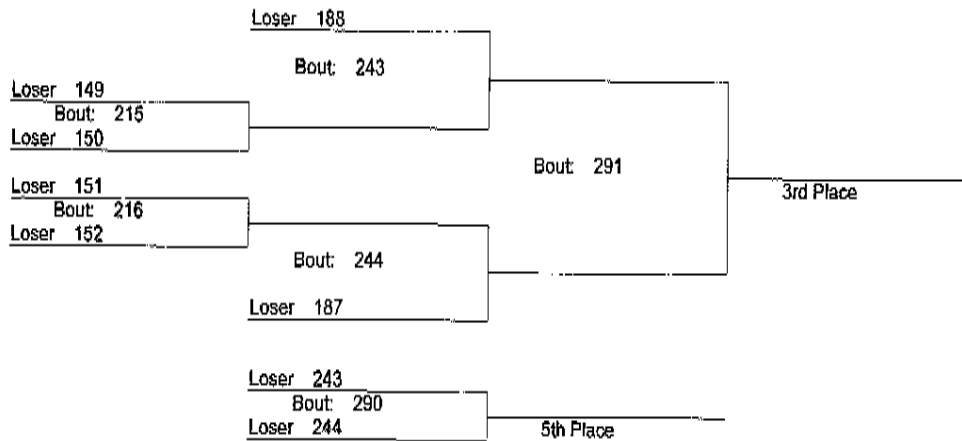 Loser 188
Bout: 243
Loser 149
Bout: 215
Loser 150
Bout: 291
Loser 151
Bout: 216
Loser 152
3rd Place
Bout: 244
Loser 187
Loser 243
Bout: 290
Loser 244
5th Place